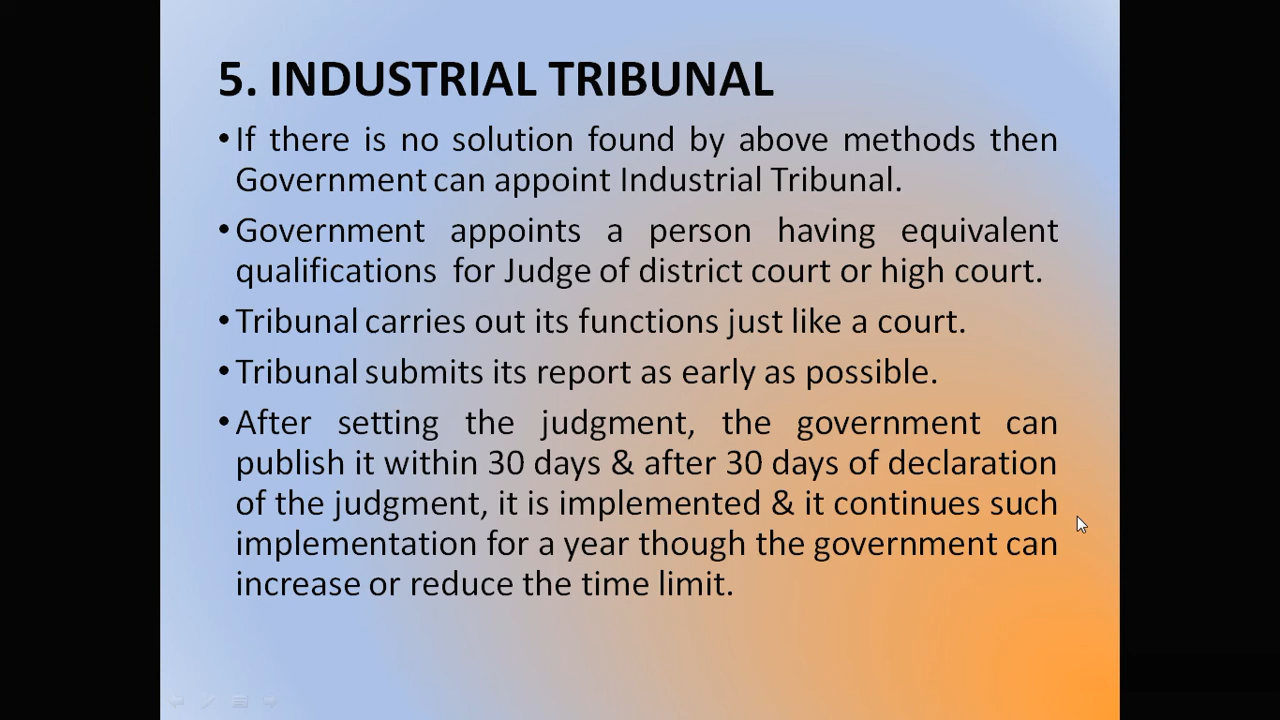 5. INDUSTRIAL TRIBUNAL
•If there is no solution found by above methods then
Government can appoint Industrial Tribunal.
•Government appoints a person having equivalent
qualifications for Judge of district court or high court.
•Tribunal carries out its functions just like a court.
•Tribunal submits its report as early as possible.
•After setting the judgment, the government can
publish it within 30 days & after 30 days of declaration
of the judgment, it is implemented & it continues such
implementation for a year though the government can
increase or reduce the time limit.